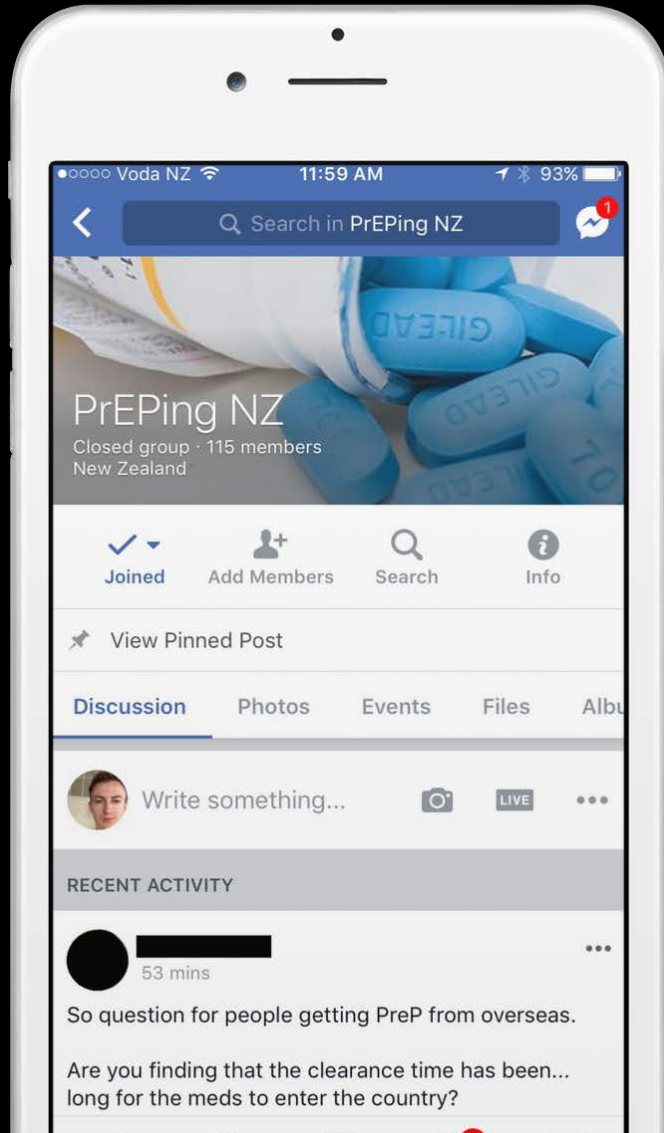 Voda NZ 11:59 AM 93%
Search in PrEPing NZ 1
GILEAD
GILEAD
GILEAD
PrEPing NZ
Closed group · 115 members
New Zealand
Joined Add Members Search Info
View Pinned Post
Discussion Photos Events Files Albu
Write something... LIVE
RECENT ACTIVITY
53 mins
So question for people getting PreP from overseas.
Are you finding that the clearance time has been...
long for the meds to enter the country?